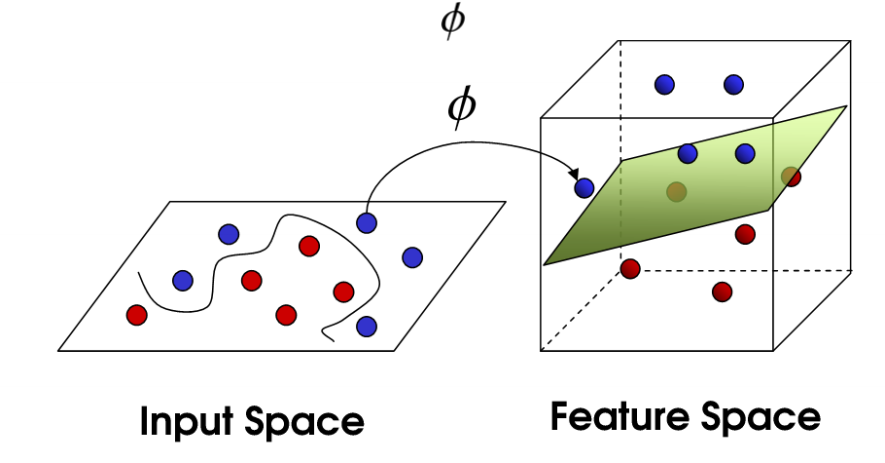 ϕ
ϕ
Input Space
Feature Space